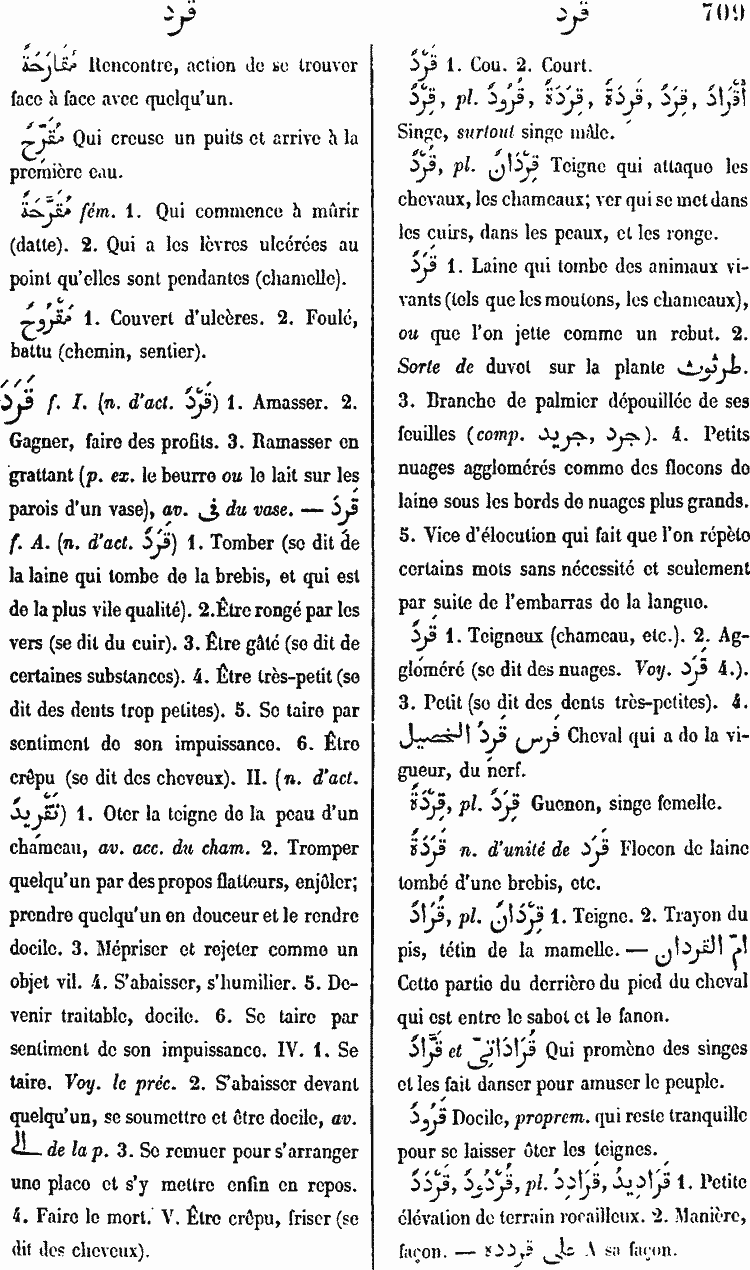 قرد قرد 709
مُقَارَحَةٌ Rencontre, action de se trouver
face à face avec quelqu'un.
مُقَرِّحٌ Qui creuse un puits et arrive à la
première eau.
مُقَرِّحَةٌ fém. 1. Qui commence à mûrir
(datte). 2. Qui a les lèvres ulcérées au
point qu'elles sont pendantes (chamelle).
مَقْرُوحٌ 1. Couvert d'ulcères. 2. Foulé,
battu (chemin, sentier).
قَرَدَ f. I. (n. d'act. قَرْدٌ) 1. Amasser. 2.
Gagner, faire des profits. 3. Ramasser en
grattant (p. ex. le beurre ou le lait sur les
parois d'un vase), av. فى du vase. — قَرِدَ
f. A. (n. d'act. قَرَدٌ) 1. Tomber (se dit de
la laine qui tombe de la brebis, et qui est
de la plus vile qualité). 2. Être rongé par les
vers (se dit du cuir). 3. Être gâté (se dit de
certaines substances). 4. Être très-petit (se
dit des dents trop petites). 5. Se taire par
sentiment de son impuissance. 6. Être
crêpu (se dit des cheveux). II. (n. d'act.
تَقْرِيدٌ) 1. Oter la teigne de la peau d'un
chameau, av. acc. du cham. 2. Tromper
quelqu'un par des propos flatteurs, enjôler;
prendre quelqu'un en douceur et le rendre
docile. 3. Mépriser et rejeter comme un
objet vil. 4. S'abaisser, s'humilier. 5. De-
venir traitable, docile. 6. Se taire par
sentiment de son impuissance. IV. 1. Se
taire. Voy. le préc. 2. S'abaisser devant
quelqu'un, se soumettre et être docile, av.
الى de la p. 3. Se remuer pour s'arranger
une place et s'y mettre enfin en repos.
4. Faire le mort. V. Être crêpu, friser (se
dit des cheveux).
قَرْدٌ 1. Cou. 2. Court.
قِرْدٌ, pl. قُرُودٌ, قِرَدَةٌ, قَرِدَةٌ, قِرَدٌ, أَقْرَادٌ
Singe, surtout singe mâle.
قُرْدٌ, pl. قِرْدَانٌ Teigne qui attaque les
chevaux, les chameaux; ver qui se met dans
les cuirs, dans les peaux, et les ronge.
قَرَدٌ 1. Laine qui tombe des animaux vi-
vants (tels que les moutons, les chameaux),
ou que l'on jette comme un rebut. 2.
Sorte de duvet sur la plante طرثوث.
3. Branche de palmier dépouillée de ses
feuilles (comp. جرد, جريد). 4. Petits
nuages agglomérés comme des flocons de
laine sous les bords de nuages plus grands.
5. Vice d'élocution qui fait que l'on répète
certains mots sans nécessité et seulement
par suite de l'embarras de la langue.
قَرِدٌ 1. Teigneux (chameau, etc.). 2. Ag-
gloméré (se dit des nuages. Voy. قَرَد 4.).
3. Petit (se dit des dents très-petites). 4.
فَرَس قَرِدُ الخصيل Cheval qui a de la vi-
gueur, du nerf.
قِرْدَةٌ, pl. قِرَدٌ Guenon, singe femelle.
قَرَدَةٌ n. d'unité de قَرَد Flocon de laine
tombé d'une brebis, etc.
قُرَادٌ, pl. قِرْدَانٌ 1. Teigne. 2. Trayon du
pis, tétin de la mamelle. — امّ القردان
Cette partie du derrière du pied du cheval
qui est entre le sabot et le fanon.
قَرَّادٌ et قَرَادَاتِىّ Qui promène des singes
et les fait danser pour amuser le peuple.
قَرُودٌ Docile, proprem. qui reste tranquille
pour se laisser ôter les teignes.
قَرْدَدٌ, قُرْدُودٌ, pl. قَرَادِدُ, قَرَادِيدُ 1. Petite
élévation de terrain rocailleux. 2. Manière,
façon. — على قردده A sa façon.